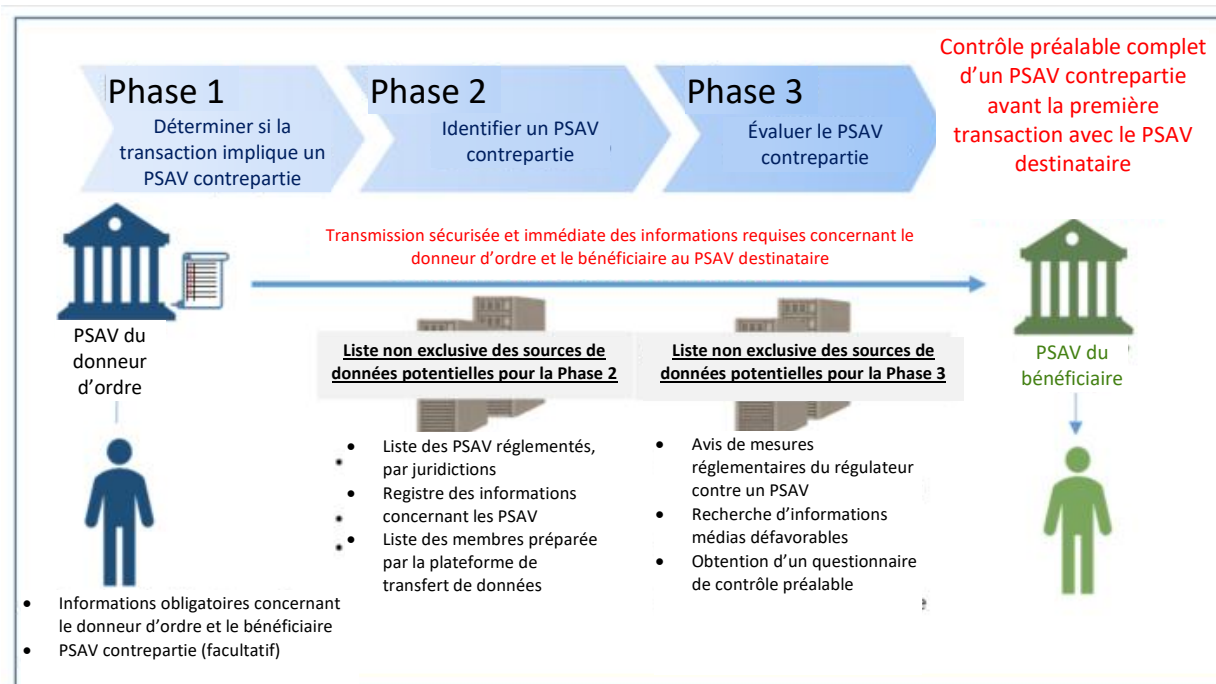 Phase 1
Déterminer si la
transaction implique un
PSAV contrepartie
Phase 2
Identifier un PSAV
contrepartie
Phase 3
Évaluer le PSAV
contrepartie
Contrôle préalable complet
d'un PSAV contrepartie
avant la première
transaction avec le PSAV
destinataire
Transmission sécurisée et immédiate des informations requises concernant le
donneur d'ordre et le bénéficiaire au PSAV destinataire
PSAV du
donneur
d'ordre
Liste non exclusive des sources de
données potentielles pour la Phase 2
• Liste des PSAV réglementés,
par juridictions
• Registre des informations
concernant les PSAV
• Liste des membres préparée
par la plateforme de
transfert de données
Liste non exclusive des sources de
données potentielles pour la Phase 3
• Avis de mesures
réglementaires du régulateur
contre un PSAV
• Recherche d'informations
médias défavorables
• Obtention d'un questionnaire
de contrôle préalable
PSAV du
bénéficiaire
• Informations obligatoires concernant
le donneur d'ordre et le bénéficiaire
• PSAV contrepartie (facultatif)